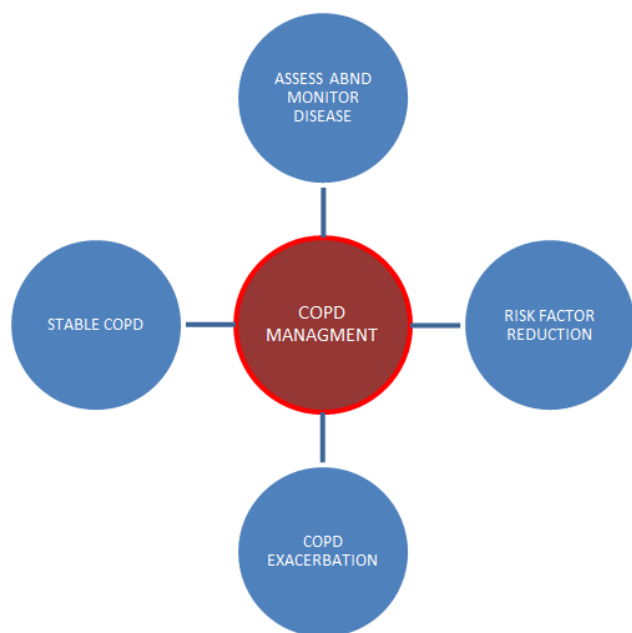 ASSESS ABND
MONITOR
DISEASE
STABLE COPD
COPD
MANAGMENT
RISK FACTOR
REDUCTION
COPD
EXACERBATION